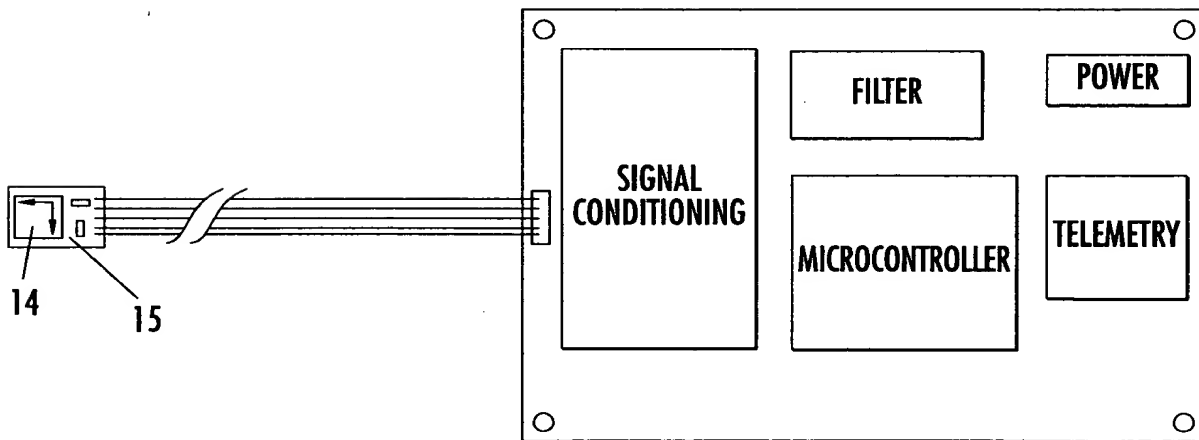 FILTER
POWER
SIGNAL
CONDITIONING
MICROCONTROLLER
TELEMETRY
14
15